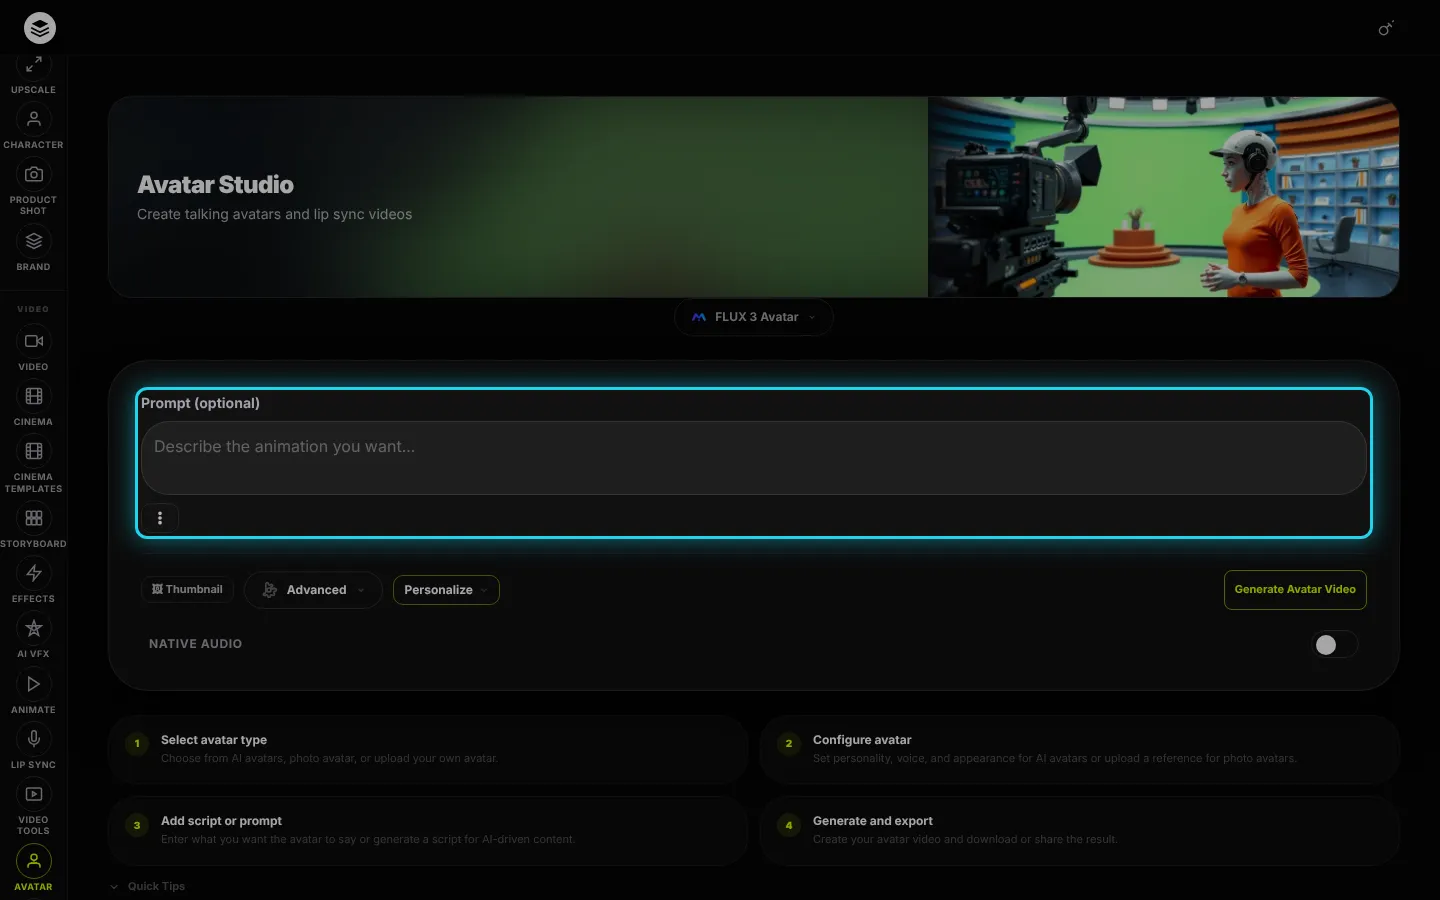 UPSCALE
CHARACTER
PRODUCT
SHOT
BRAND
VIDEO
VIDEO
CINEMA
CINEMA
TEMPLATES
STORYBOARD
EFFECTS
AI VFX
ANIMATE
LIP SYNC
VIDEO
TOOLS
AVATAR
Avatar Studio
Create talking avatars and lip sync videos
FLUX 3 Avatar
Prompt (optional)
Describe the animation you want...
Thumbnail
Advanced
Personalize
Generate Avatar Video
NATIVE AUDIO
1
Select avatar type
Choose from AI avatars, photo avatar, or upload your own avatar.
2
Configure avatar
Set personality, voice, and appearance for AI avatars or upload a reference for photo avatars.
3
Add script or prompt
Enter what you want the avatar to say or generate a script for AI-driven content.
4
Generate and export
Create your avatar video and download or share the result.
Quick Tips